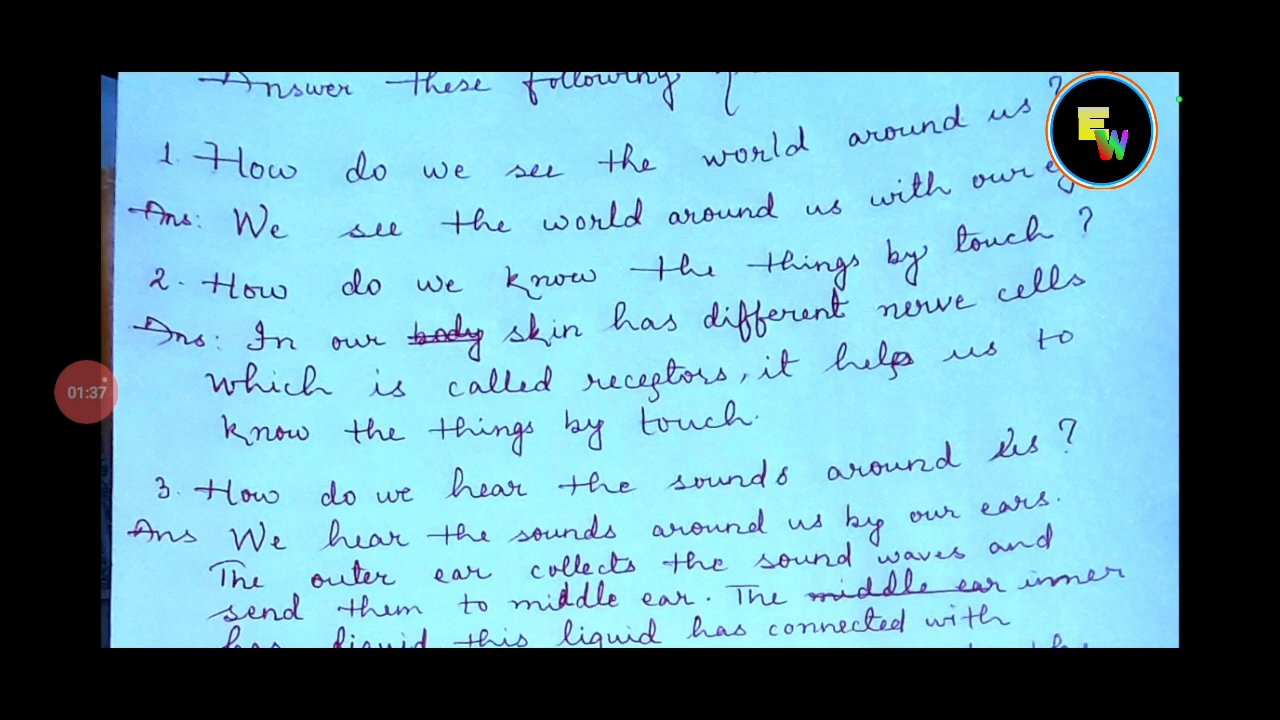 Answer these following
1. How do we see the world around us ?
Ans: We see the world around us with our
2. How do we know the things by touch ?
Ans: In our body skin has different nerve cells
which is called receptors, it helps us to
know the things by touch.
3. How do we hear the sounds around us ?
Ans We hear the sounds around us by our ears.
The outer ear collects the sound waves and
send them to middle ear. The middle ear inner
has liquid this liquid has connected with
EW
01:37